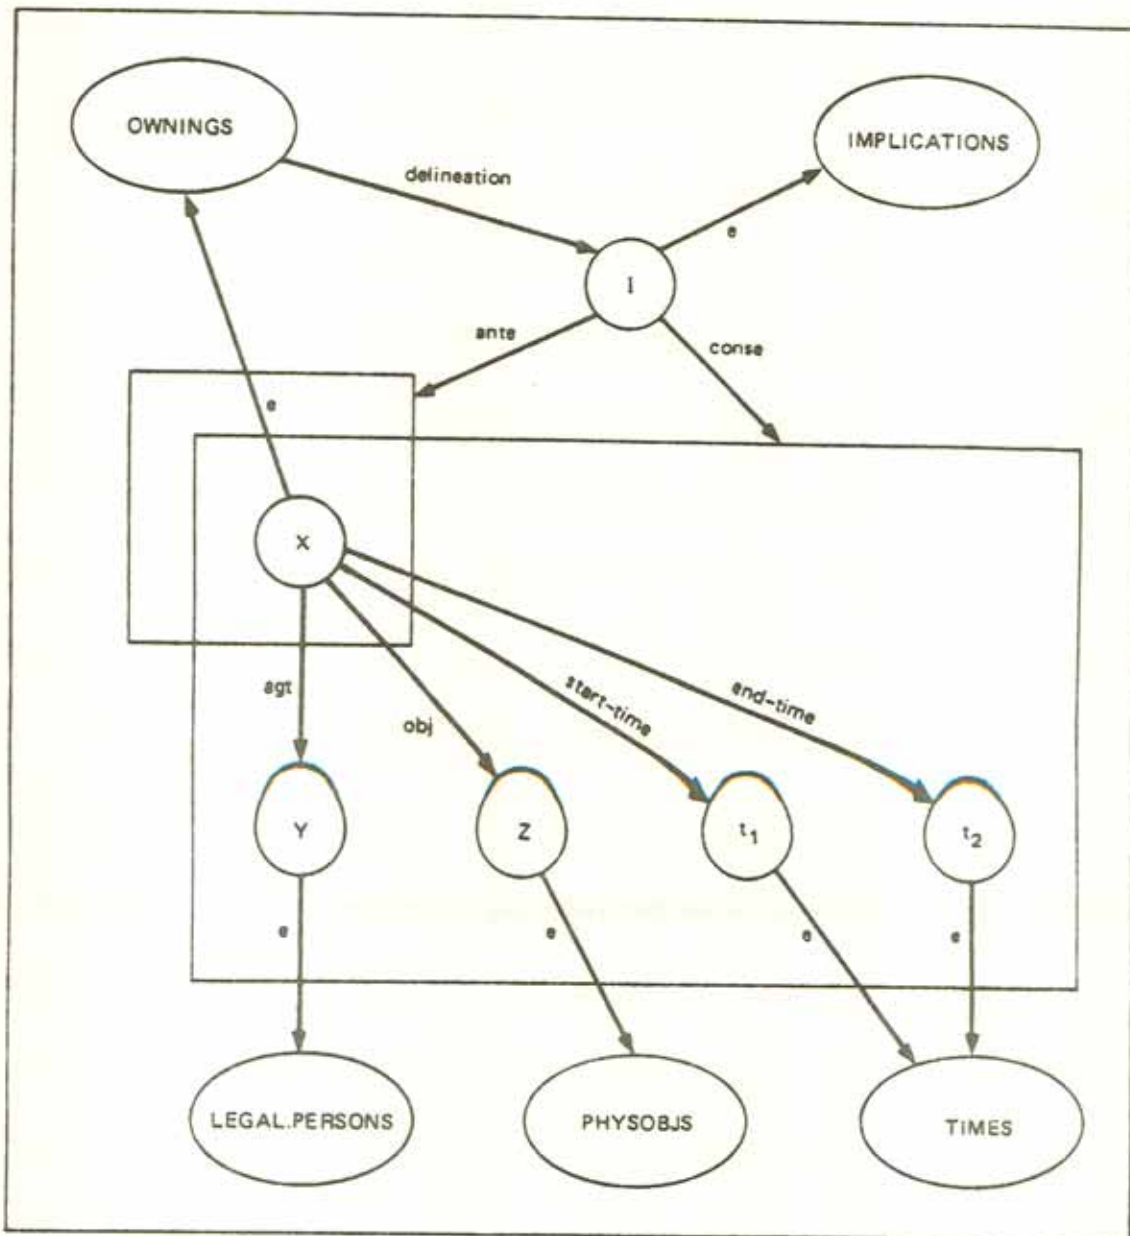 OWNINGS
IMPLICATIONS
delineation
e
I
ante
conse
e
X
agt
obj
start-time
end-time
Y
Z
t₁
t₂
e
e
e
e
LEGAL.PERSONS
PHYSOBJS
TIMES